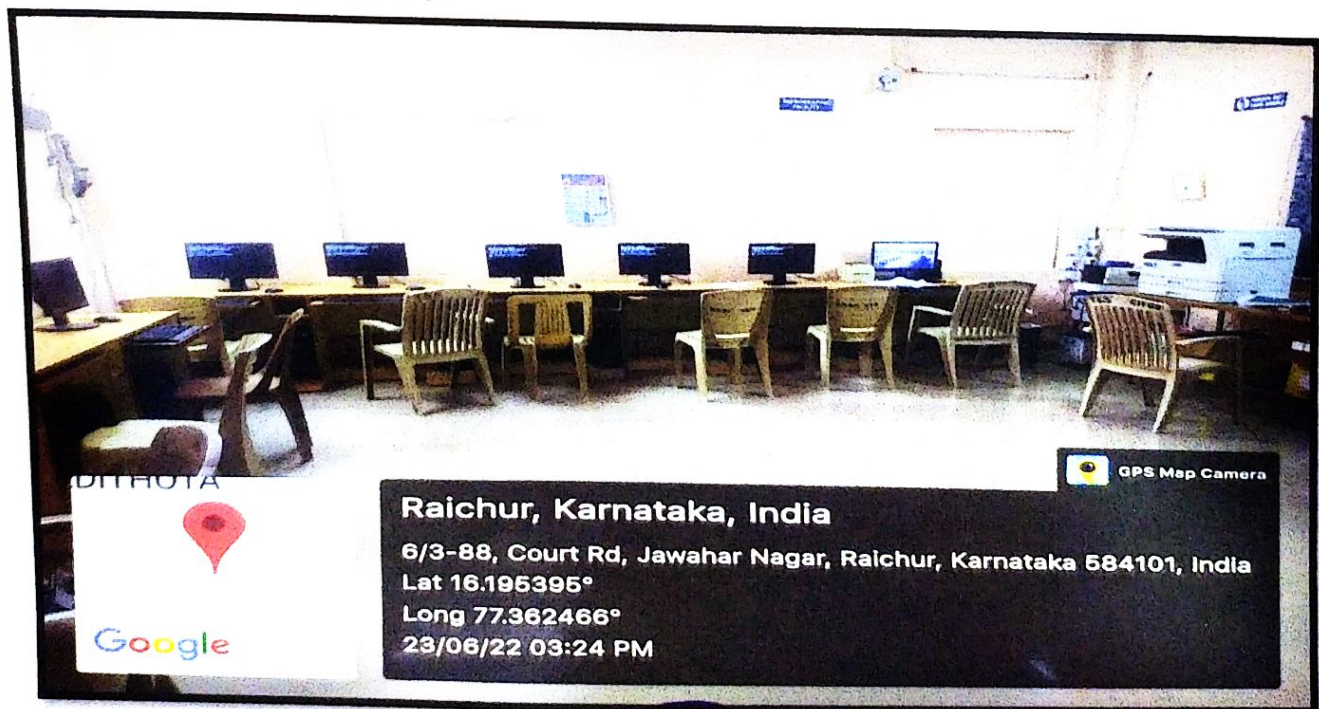 GPS Map Camera
Raichur, Karnataka, India
6/3-88, Court Rd, Jawahar Nagar, Raichur, Karnataka 584101, India
Lat 16.195395°
Long 77.362466°
23/06/22 03:24 PM
Google